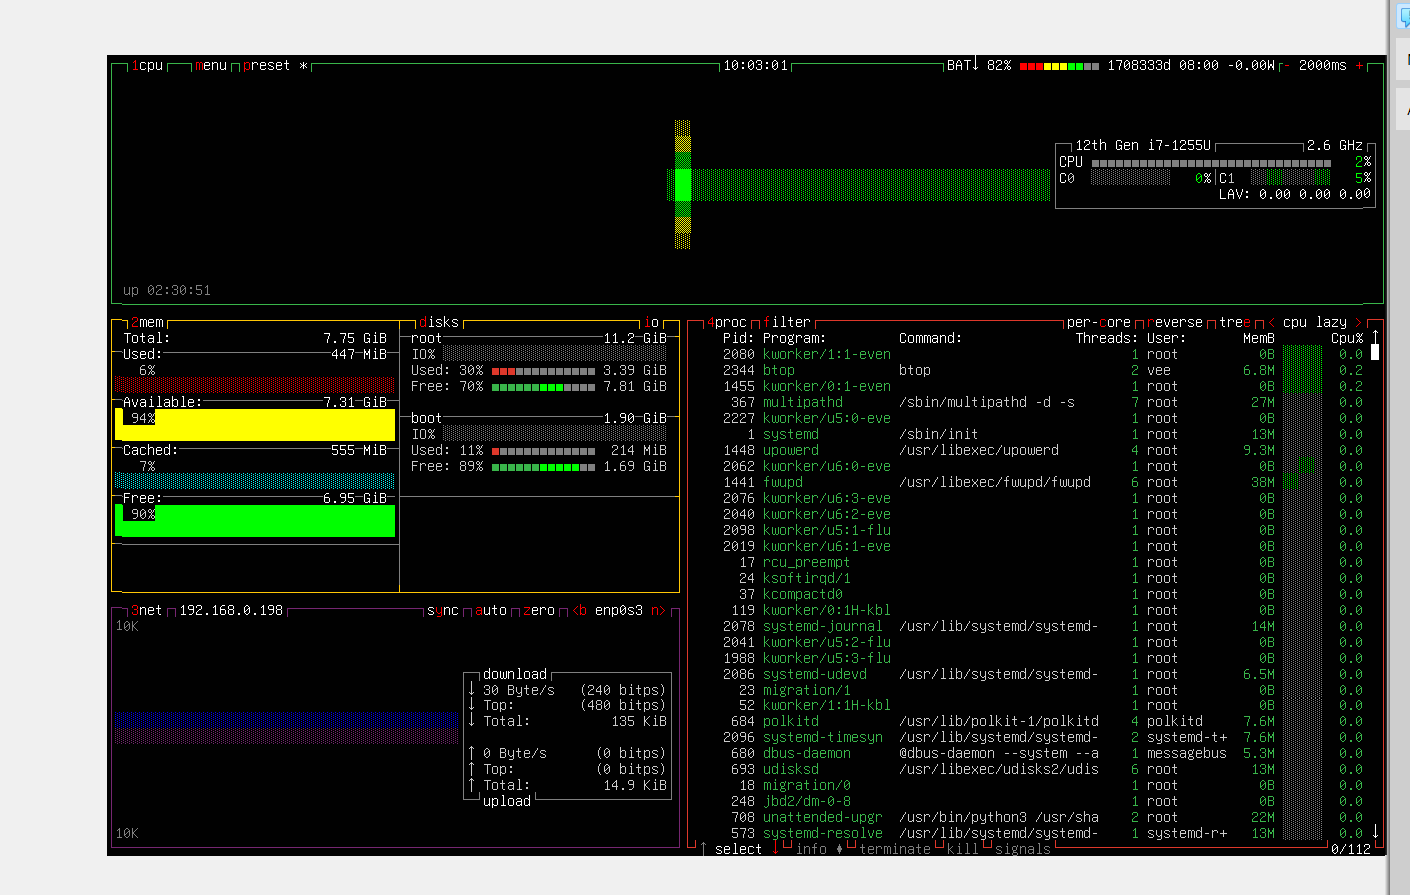 1cpu menu preset * 10:03:01 BAT↓ 82% 1708333d 08:00 -0.00W - 2000ms +
12th Gen i7-1255U 2.6 GHz
CPU 2%
C0 0% C1 5%
LAV: 0.00 0.00 0.00
up 02:30:51
2mem disks io
Total: 7.75 GiB
Used: 447 MiB
6%
Available: 7.31 GiB
94%
Cached: 555 MiB
7%
Free: 6.95 GiB
90%
root 11.2 GiB
IO%
Used: 30% 3.39 GiB
Free: 70% 7.81 GiB
boot 1.90 GiB
IO%
Used: 11% 214 MiB
Free: 89% 1.69 GiB
3net 192.168.0.198 sync auto zero <b enp0s3 n>
10K
download
↓ 30 Byte/s (240 bitps)
↓ Top: (480 bitps)
↓ Total: 135 KiB
↑ 0 Byte/s (0 bitps)
↑ Top: (0 bitps)
↑ Total: 14.9 KiB
upload
10K
4proc filter per-core reverse tree < cpu lazy >
Pid: Program: Command: Threads: User: MemB Cpu% ↑
2080 kworker/1:1-even 1 root 0B 0.0
2344 btop btop 2 vee 6.8M 0.2
1455 kworker/0:1-even 1 root 0B 0.2
367 multipathd /sbin/multipathd -d -s 7 root 27M 0.0
2227 kworker/u5:0-eve 1 root 0B 0.0
1 systemd /sbin/init 1 root 13M 0.0
1448 upowerd /usr/libexec/upowerd 4 root 9.3M 0.0
2062 kworker/u6:0-eve 1 root 0B 0.0
1441 fwupd /usr/libexec/fwupd/fwupd 6 root 38M 0.0
2076 kworker/u6:3-eve 1 root 0B 0.0
2040 kworker/u6:2-eve 1 root 0B 0.0
2098 kworker/u5:1-flu 1 root 0B 0.0
2019 kworker/u6:1-eve 1 root 0B 0.0
17 rcu_preempt 1 root 0B 0.0
24 ksoftirqd/1 1 root 0B 0.0
37 kcompactd0 1 root 0B 0.0
119 kworker/0:1H-kbl 1 root 0B 0.0
2078 systemd-journal /usr/lib/systemd/systemd- 1 root 14M 0.0
2041 kworker/u5:2-flu 1 root 0B 0.0
1988 kworker/u5:3-flu 1 root 0B 0.0
2086 systemd-udevd /usr/lib/systemd/systemd- 1 root 6.5M 0.0
23 migration/1 1 root 0B 0.0
52 kworker/1:1H-kbl 1 root 0B 0.0
684 polkitd /usr/lib/polkit-1/polkitd 4 polkitd 7.6M 0.0
2096 systemd-timesyn /usr/lib/systemd/systemd- 2 systemd-t+ 7.6M 0.0
680 dbus-daemon @dbus-daemon --system --a 1 messagebus 5.3M 0.0
693 udisksd /usr/libexec/udisks2/udis 6 root 13M 0.0
18 migration/0 1 root 0B 0.0
248 jbd2/dm-0-8 1 root 0B 0.0
708 unattended-upgr /usr/bin/python3 /usr/sha 2 root 22M 0.0
573 systemd-resolve /usr/lib/systemd/systemd- 1 systemd-r+ 13M 0.0 ↓
↑ select ↓ info ♦ terminate kill signals 0/112